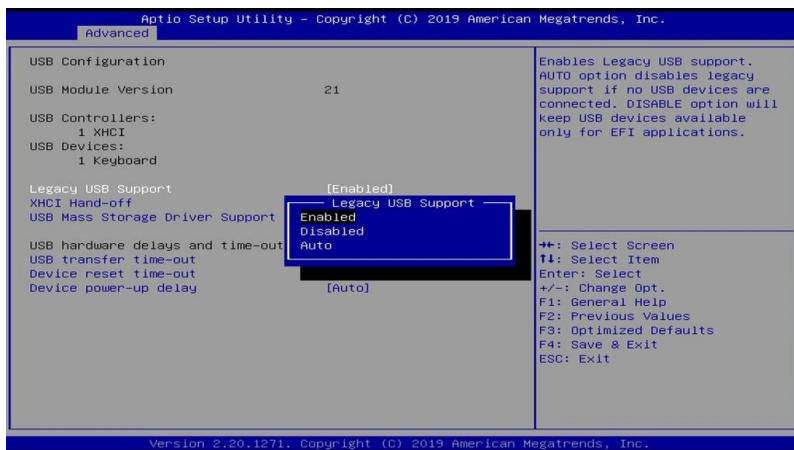 Aptio Setup Utility – Copyright (C) 2019 American Megatrends, Inc.
Advanced
USB Configuration
USB Module Version 21
USB Controllers:
1 XHCI
USB Devices:
1 Keyboard
Legacy USB Support [Enabled]
XHCI Hand-off
USB Mass Storage Driver Support
USB hardware delays and time-out
USB transfer time-out
Device reset time-out
Device power-up delay [Auto]
Legacy USB Support
Enabled
Disabled
Auto
Enables Legacy USB support.
AUTO option disables legacy
support if no USB devices are
connected. DISABLE option will
keep USB devices available
only for EFI applications.
→←: Select Screen
↑↓: Select Item
Enter: Select
+/-: Change Opt.
F1: General Help
F2: Previous Values
F3: Optimized Defaults
F4: Save & Exit
ESC: Exit
Version 2.20.1271. Copyright (C) 2019 American Megatrends, Inc.